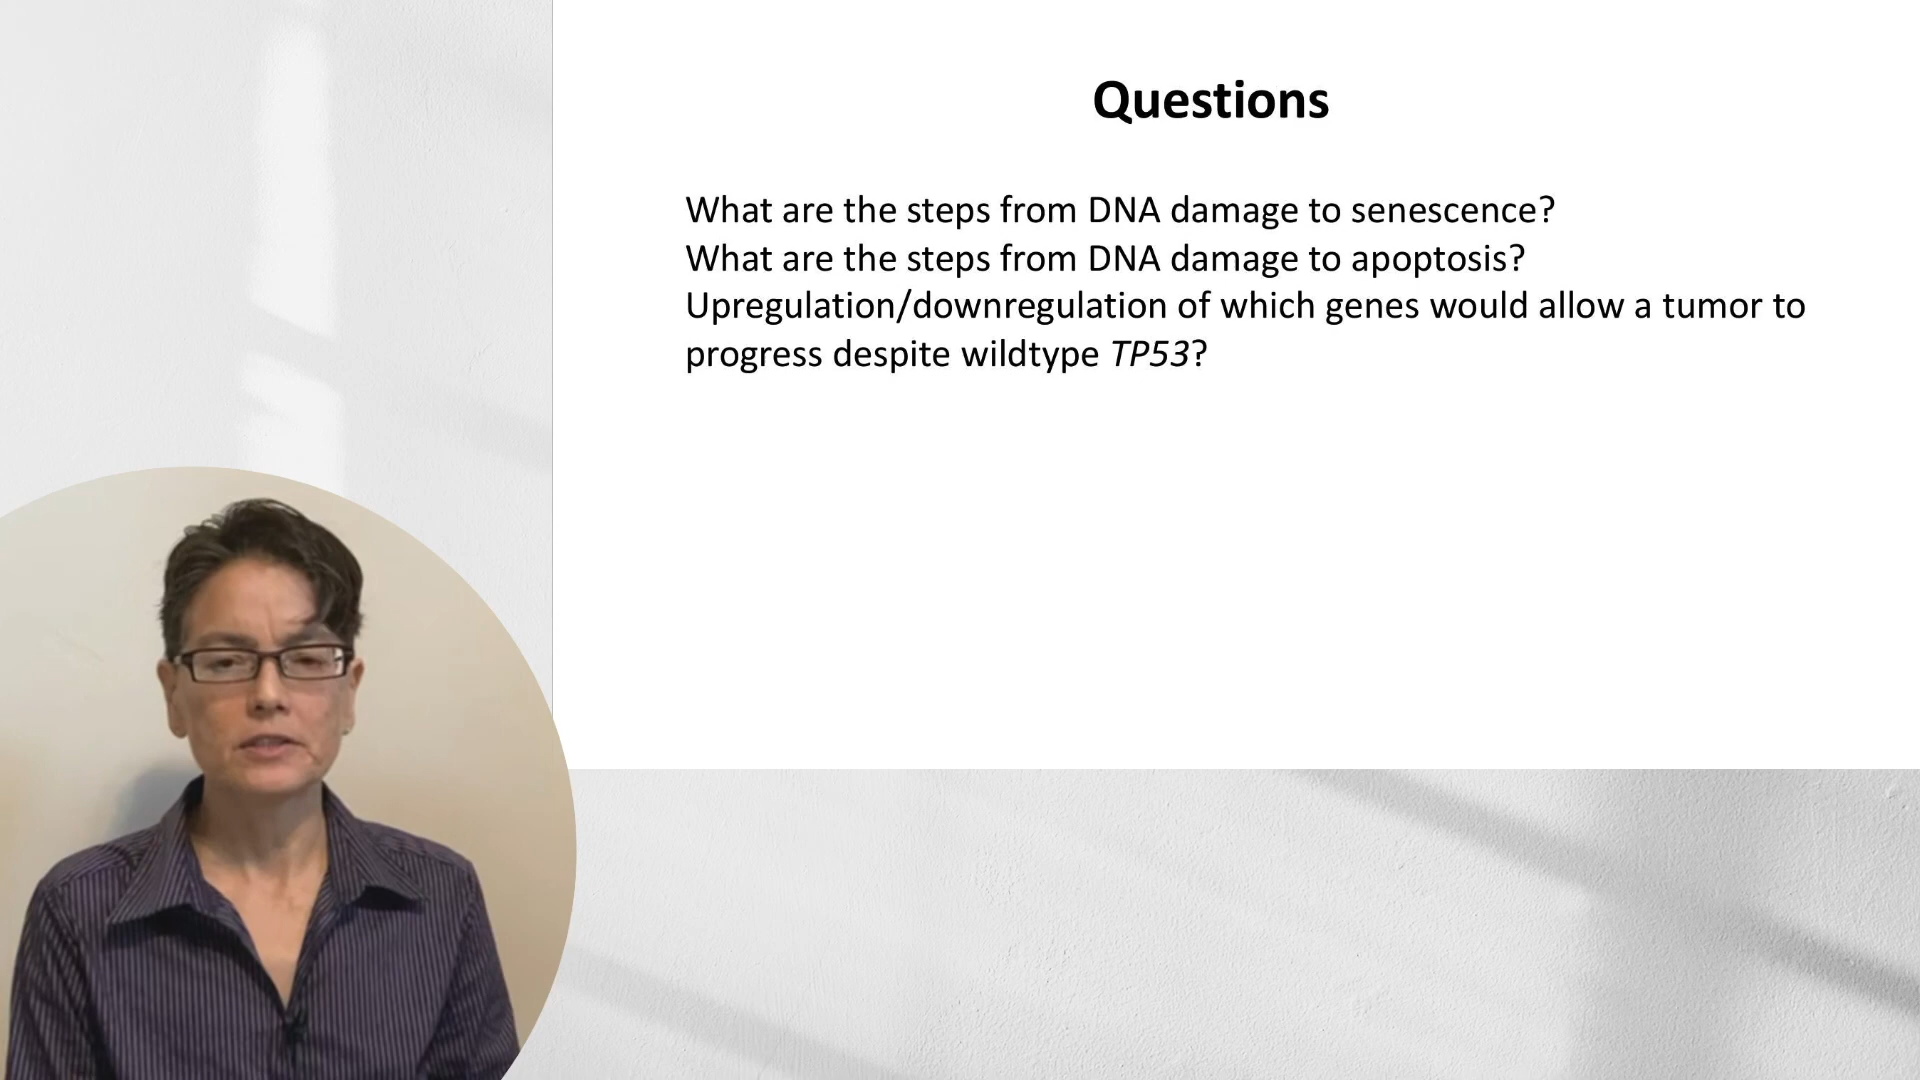 Questions
What are the steps from DNA damage to senescence?
What are the steps from DNA damage to apoptosis?
Upregulation/downregulation of which genes would allow a tumor to
progress despite wildtype TP53?